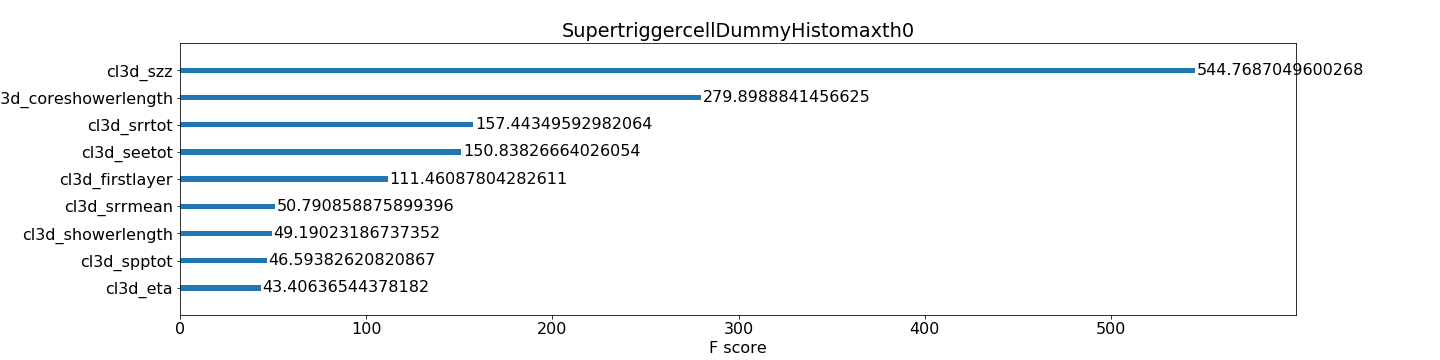 SupertriggercellDummyHistomaxth0
cl3d_szz 544.7687049600268
3d_coreshowerlength 279.8988841456625
cl3d_srrtot 157.44349592982064
cl3d_seetot 150.83826664026054
cl3d_firstlayer 111.46087804282611
cl3d_srrmean 50.790858875899396
cl3d_showerlength 49.19023186737352
cl3d_spptot 46.59382620820867
cl3d_eta 43.40636544378182
0 100 200 300 400 500
F score